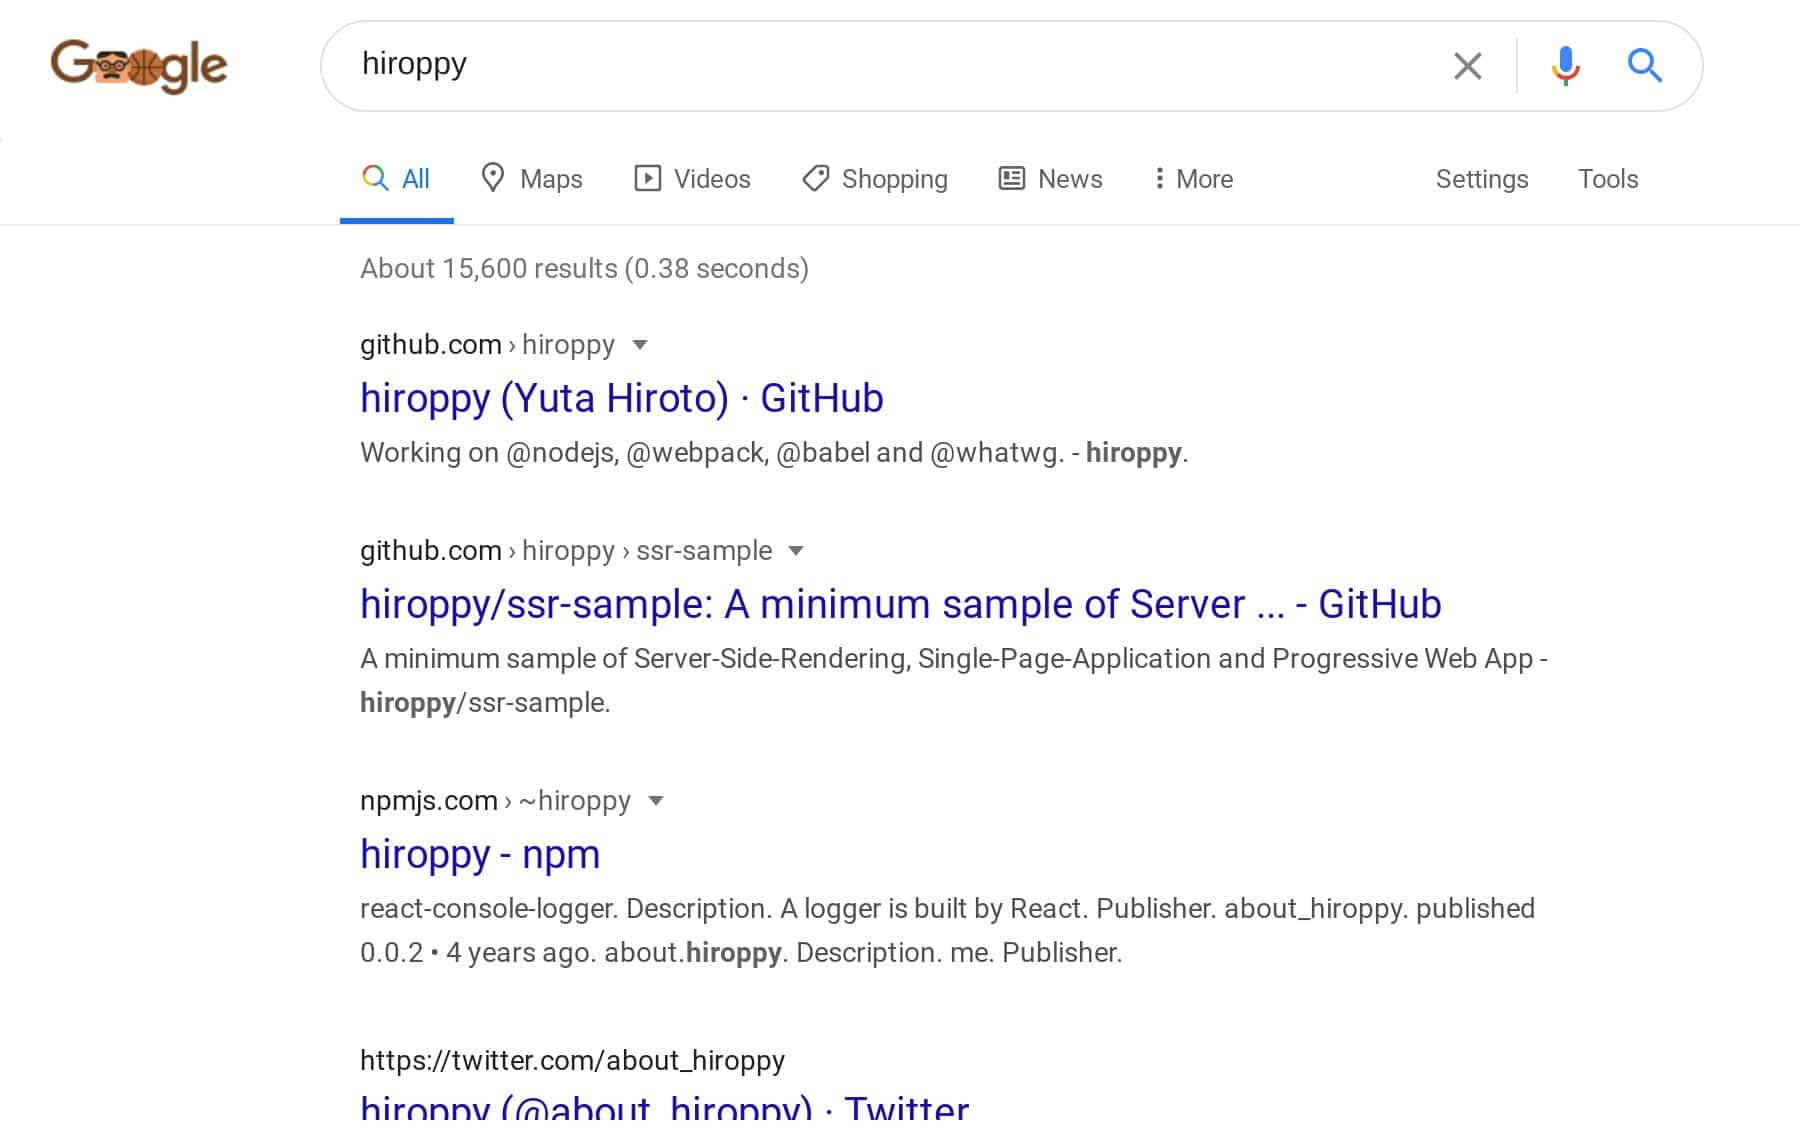 Google
hiroppy
All Maps Videos Shopping News More Settings Tools
About 15,600 results (0.38 seconds)
github.com › hiroppy
hiroppy (Yuta Hiroto) · GitHub
Working on @nodejs, @webpack, @babel and @whatwg. - hiroppy.
github.com › hiroppy › ssr-sample
hiroppy/ssr-sample: A minimum sample of Server ... - GitHub
A minimum sample of Server-Side-Rendering, Single-Page-Application and Progressive Web App -
hiroppy/ssr-sample.
npmjs.com › ~hiroppy
hiroppy - npm
react-console-logger. Description. A logger is built by React. Publisher. about_hiroppy. published
0.0.2 • 4 years ago. about.hiroppy. Description. me. Publisher.
https://twitter.com/about_hiroppy
hiroppy (@about_hiroppy) · Twitter